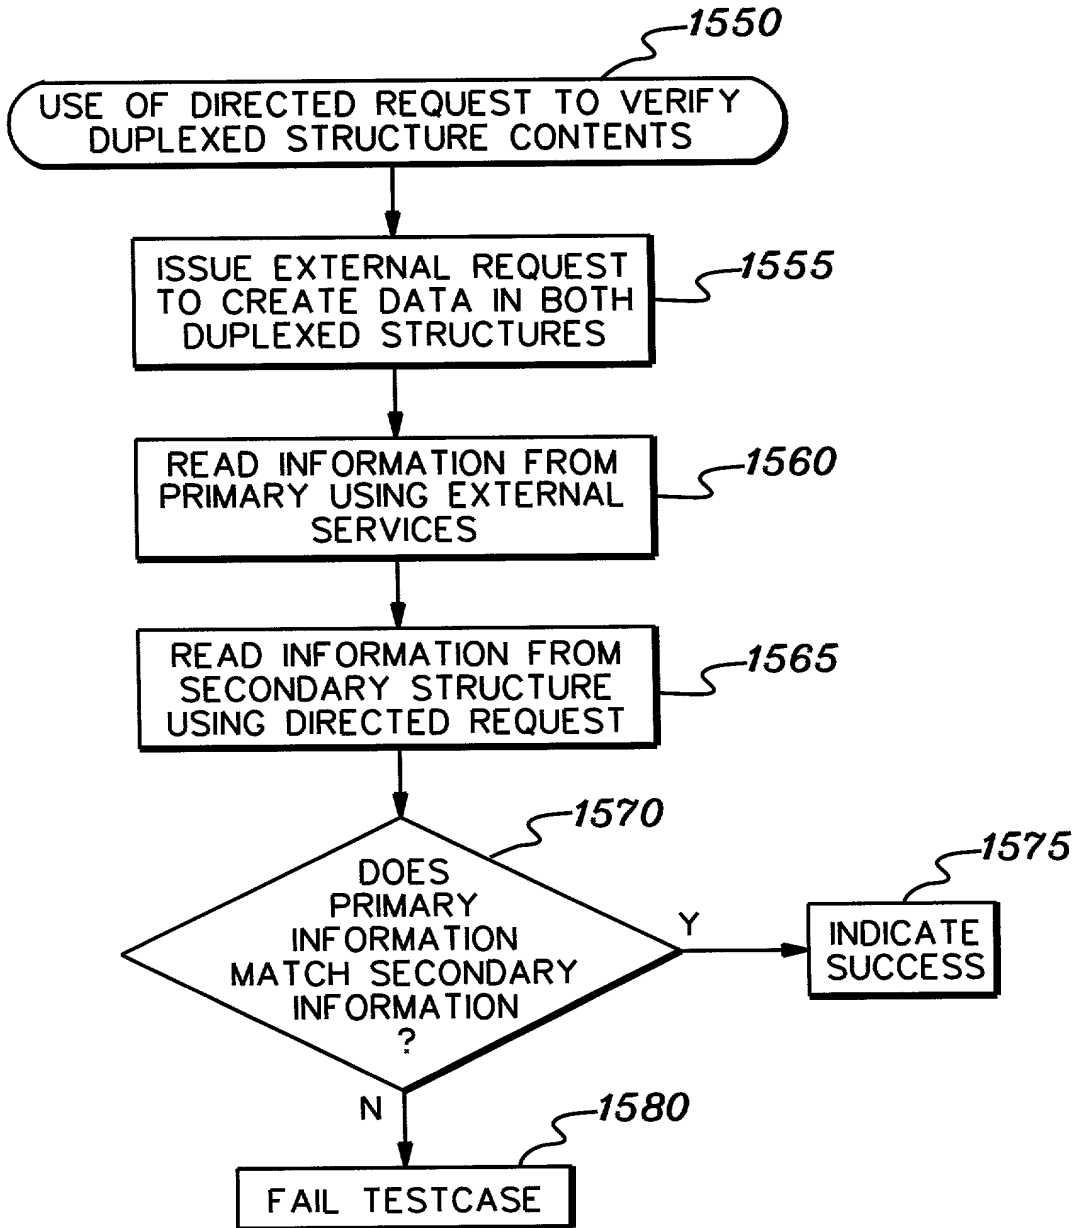 1550
USE OF DIRECTED REQUEST TO VERIFY
DUPLEXED STRUCTURE CONTENTS
ISSUE EXTERNAL REQUEST
TO CREATE DATA IN BOTH
DUPLEXED STRUCTURES
1555
READ INFORMATION FROM
PRIMARY USING EXTERNAL
SERVICES
1560
READ INFORMATION FROM
SECONDARY STRUCTURE
USING DIRECTED REQUEST
1565
1570
DOES
PRIMARY
INFORMATION
MATCH SECONDARY
INFORMATION
?
Y
1575
INDICATE
SUCCESS
N
1580
FAIL TESTCASE